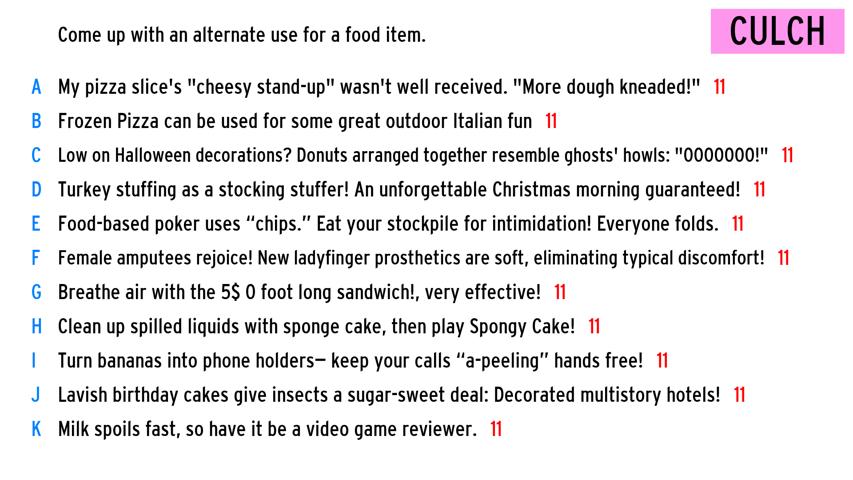 Come up with an alternate use for a food item.
CULCH
A My pizza slice's "cheesy stand-up" wasn't well received. "More dough kneaded!" 11
B Frozen Pizza can be used for some great outdoor Italian fun 11
C Low on Halloween decorations? Donuts arranged together resemble ghosts' howls: "OOOOOOO!" 11
D Turkey stuffing as a stocking stuffer! An unforgettable Christmas morning guaranteed! 11
E Food-based poker uses “chips.” Eat your stockpile for intimidation! Everyone folds. 11
F Female amputees rejoice! New ladyfinger prosthetics are soft, eliminating typical discomfort! 11
G Breathe air with the 5$ 0 foot long sandwich!, very effective! 11
H Clean up spilled liquids with sponge cake, then play Spongy Cake! 11
I Turn bananas into phone holders— keep your calls “a-peeling” hands free! 11
J Lavish birthday cakes give insects a sugar-sweet deal: Decorated multistory hotels! 11
K Milk spoils fast, so have it be a video game reviewer. 11